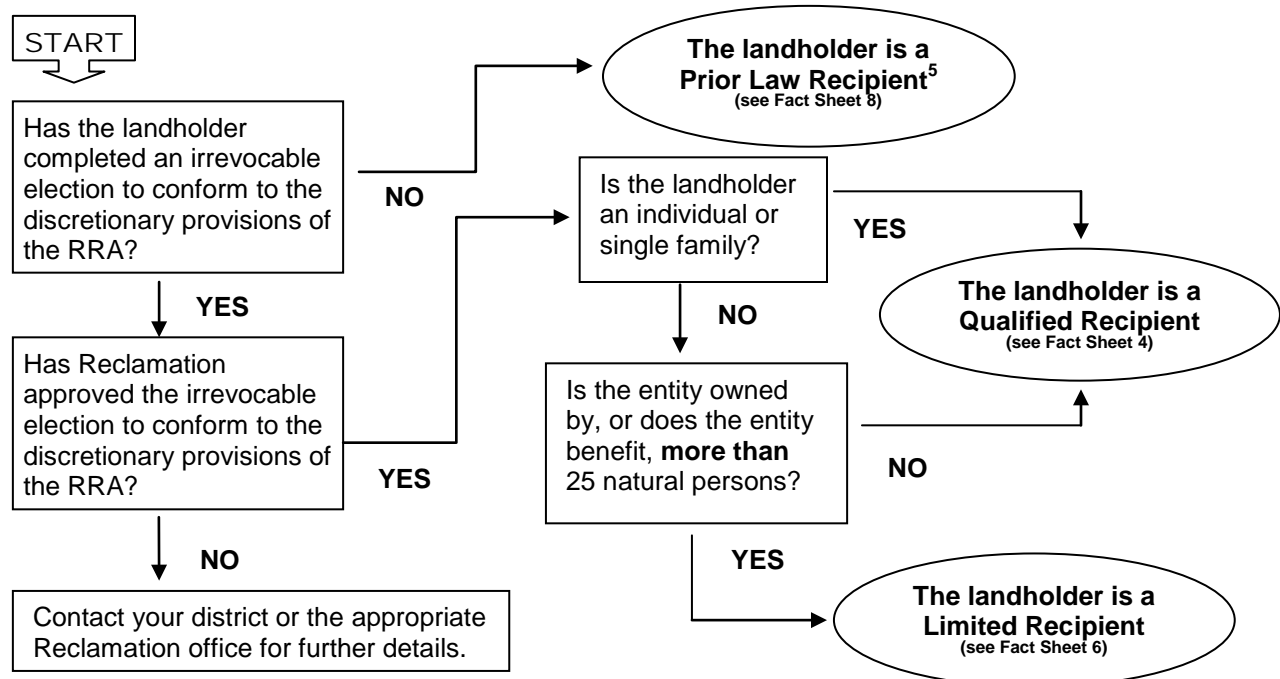 START
Has the landholder
completed an irrevocable
election to conform to the
discretionary provisions of
the RRA?
NO
The landholder is a
Prior Law Recipient⁵
(see Fact Sheet 8)
YES
Has Reclamation
approved the irrevocable
election to conform to the
discretionary provisions of
the RRA?
YES
NO
Contact your district or the appropriate
Reclamation office for further details.
Is the landholder
an individual or
single family?
YES
NO
The landholder is a
Qualified Recipient
(see Fact Sheet 4)
Is the entity owned
by, or does the entity
benefit, more than
25 natural persons?
NO
YES
The landholder is a
Limited Recipient
(see Fact Sheet 6)